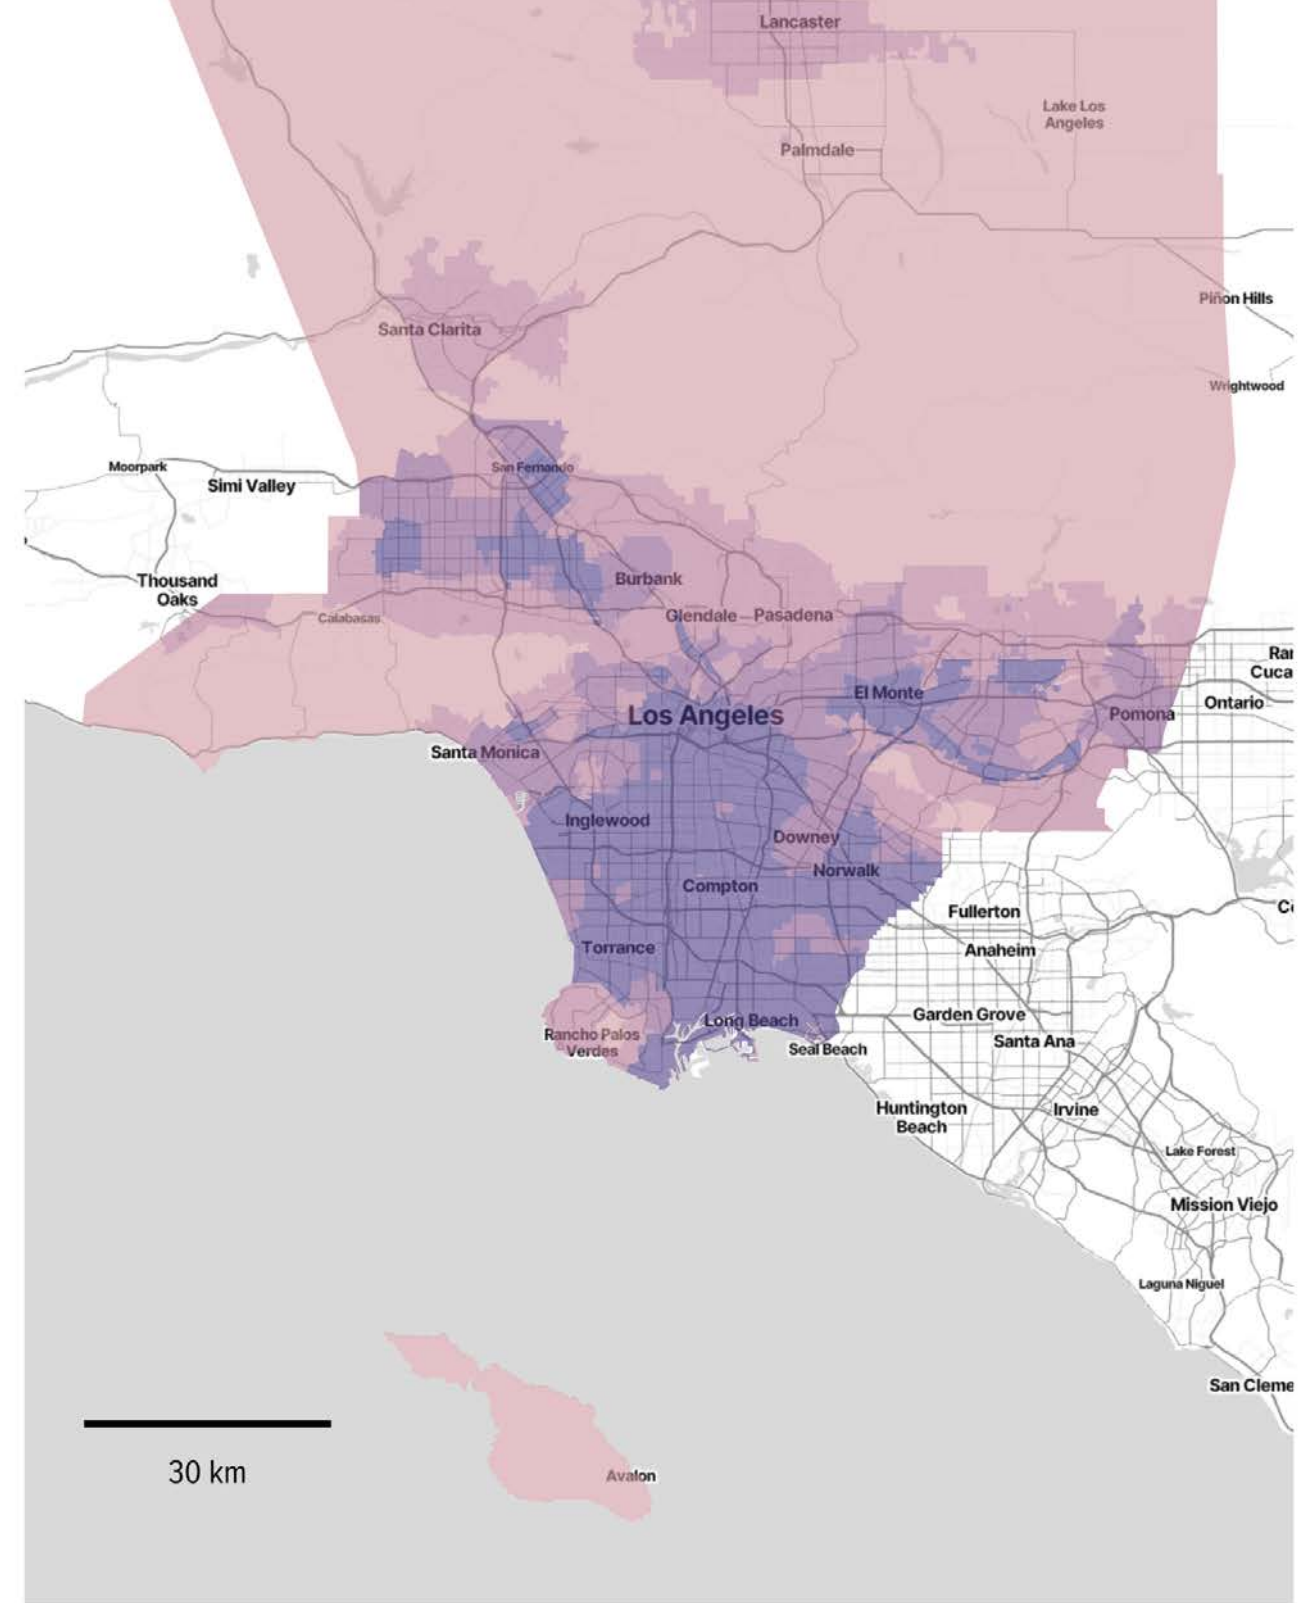 Lancaster
Lake Los
Angeles
Palmdale
Piñon Hills
Santa Clarita
Wrightwood
Moorpark
San Fernando
Simi Valley
Thousand
Oaks
Burbank
Calabasas
Glendale
Pasadena
Ran
Cuca
El Monte
Ontario
Los Angeles
Pomona
Santa Monica
Inglewood
Downey
Norwalk
Compton
Fullerton
Anaheim
Torrance
Garden Grove
Long Beach
Rancho Palos
Verdes
Santa Ana
Seal Beach
Huntington
Beach
Irvine
Lake Forest
Mission Viejo
Laguna Niguel
San Cleme
30 km
Avalon